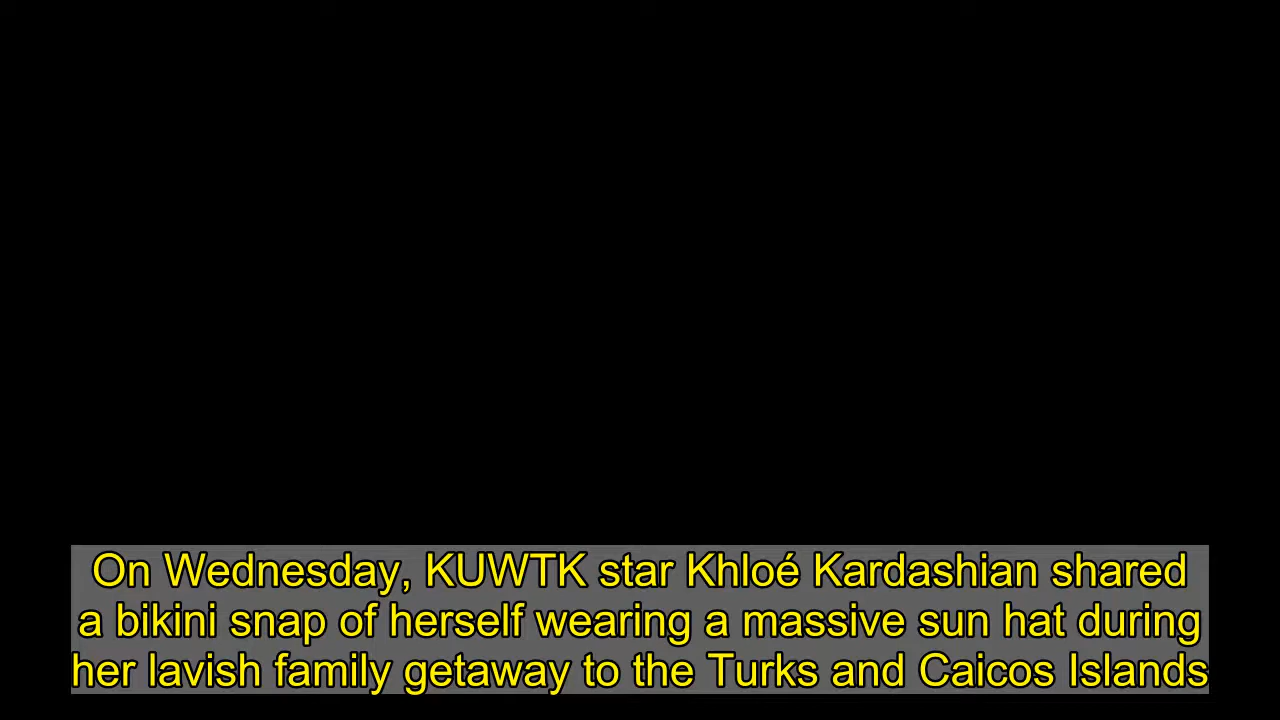 On Wednesday, KUWTK star Khloé Kardashian shared
a bikini snap of herself wearing a massive sun hat during
her lavish family getaway to the Turks and Caicos Islands